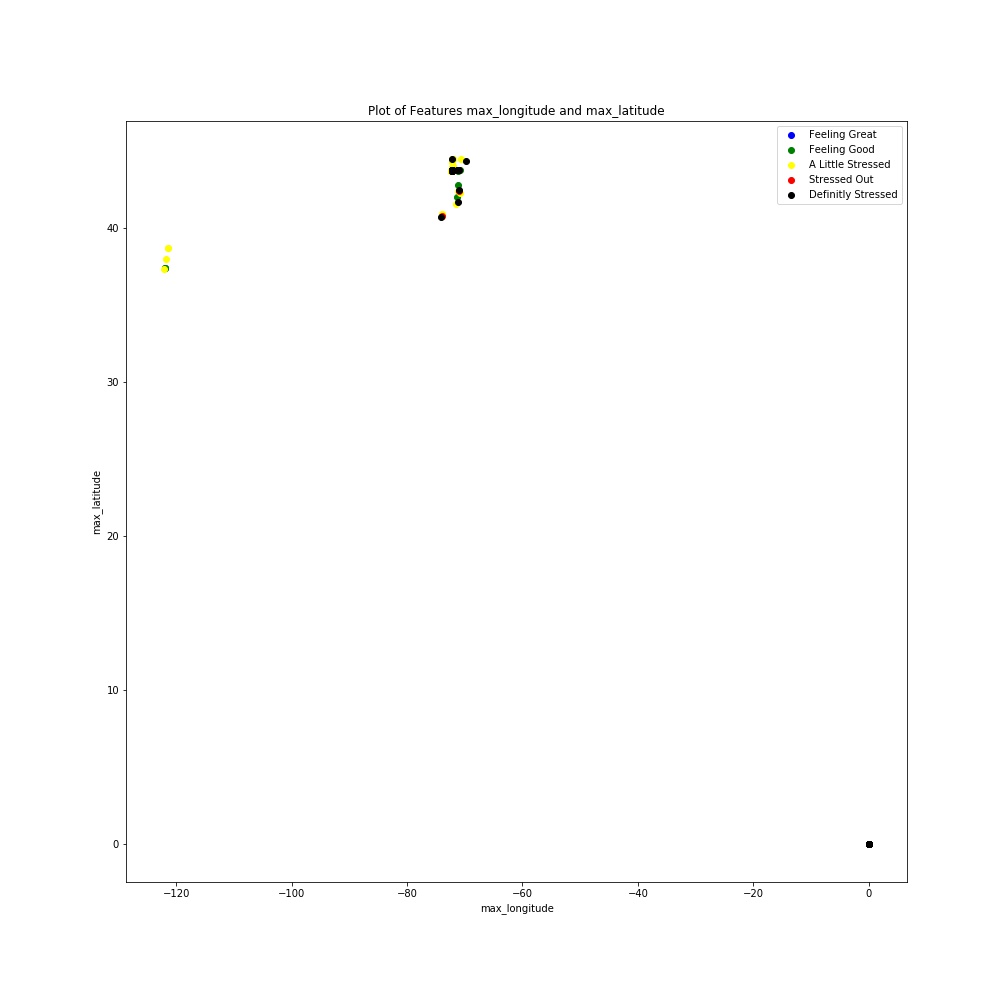 Plot of Features max_longitude and max_latitude
Feeling Great
Feeling Good
A Little Stressed
Stressed Out
Definitly Stressed
40
30
20
10
0
max_latitude
−120
−100
−80
−60
−40
−20
0
max_longitude